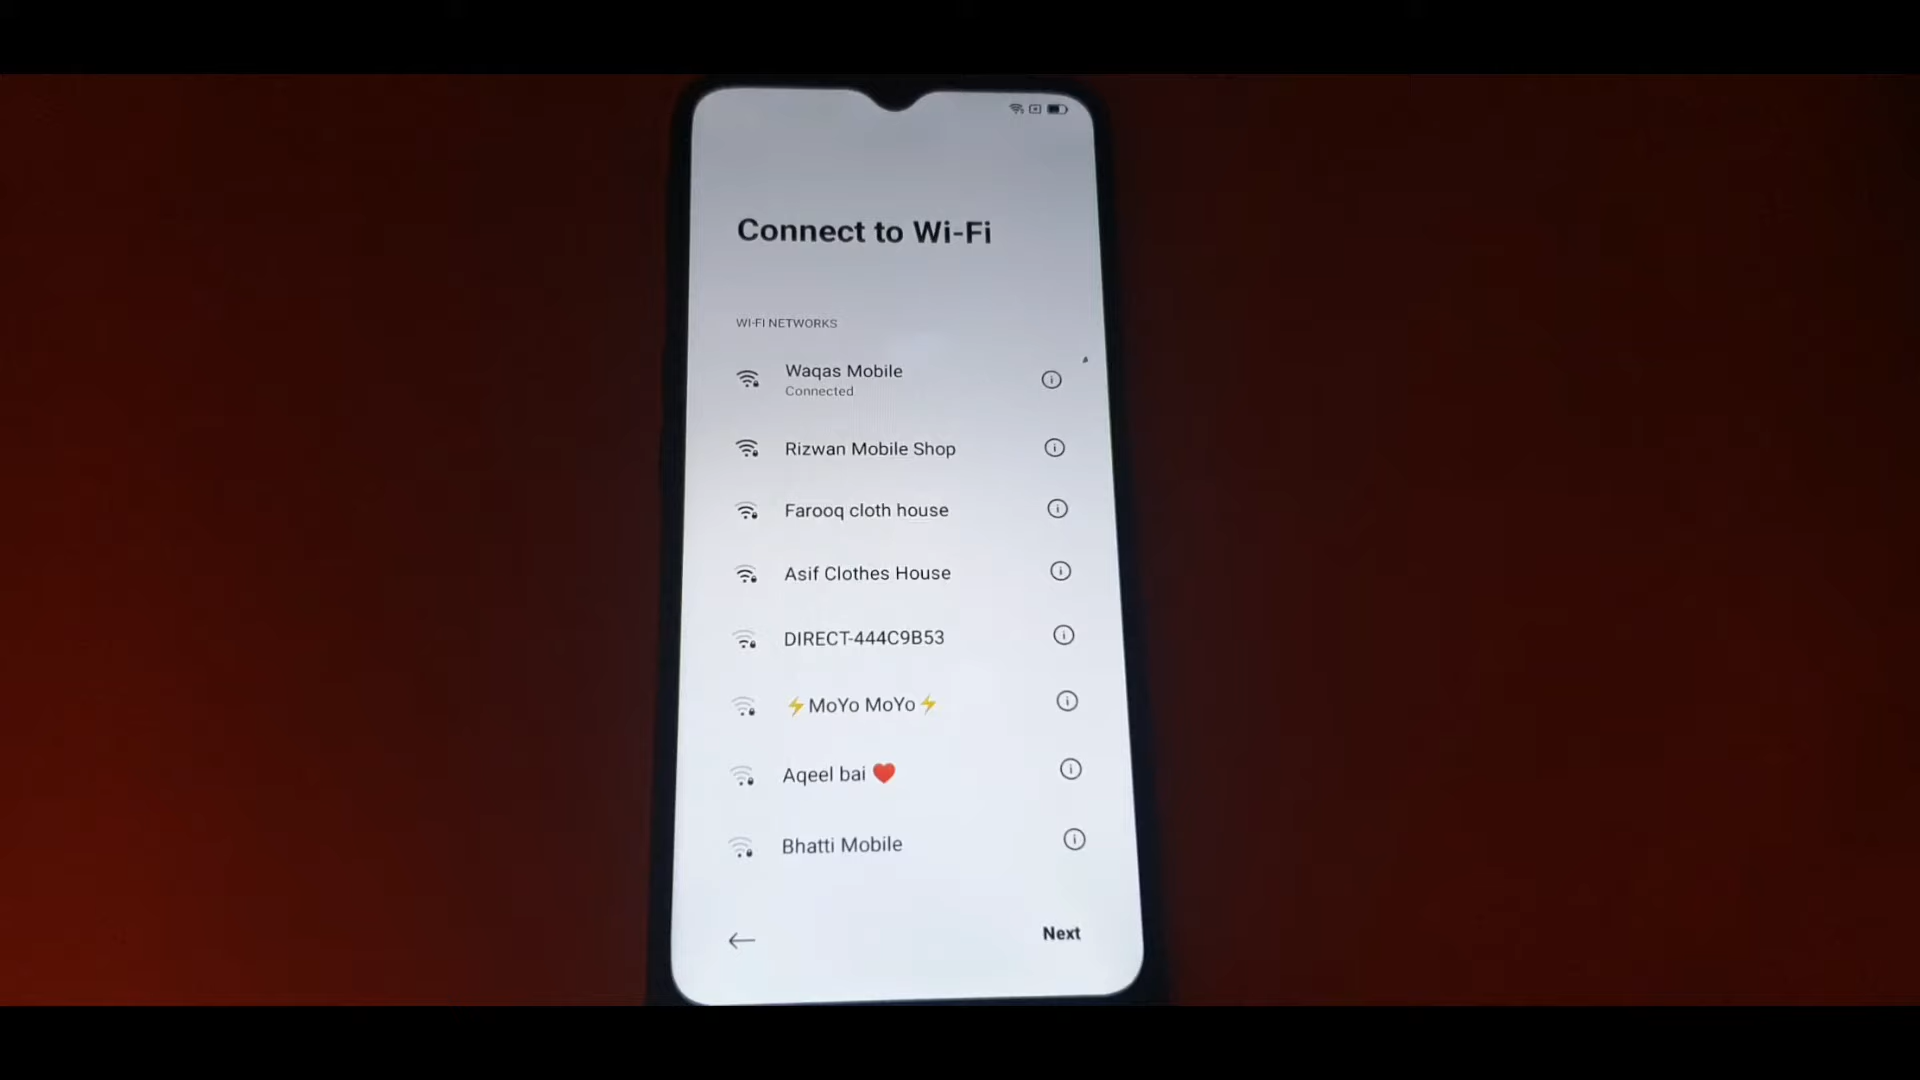 Connect to Wi-Fi
WI-FI NETWORKS
Waqas Mobile
Connected
Rizwan Mobile Shop
Farooq cloth house
Asif Clothes House
DIRECT-444C9B53
⚡MoYo MoYo⚡
Aqeel bai ❤️
Bhatti Mobile
Next